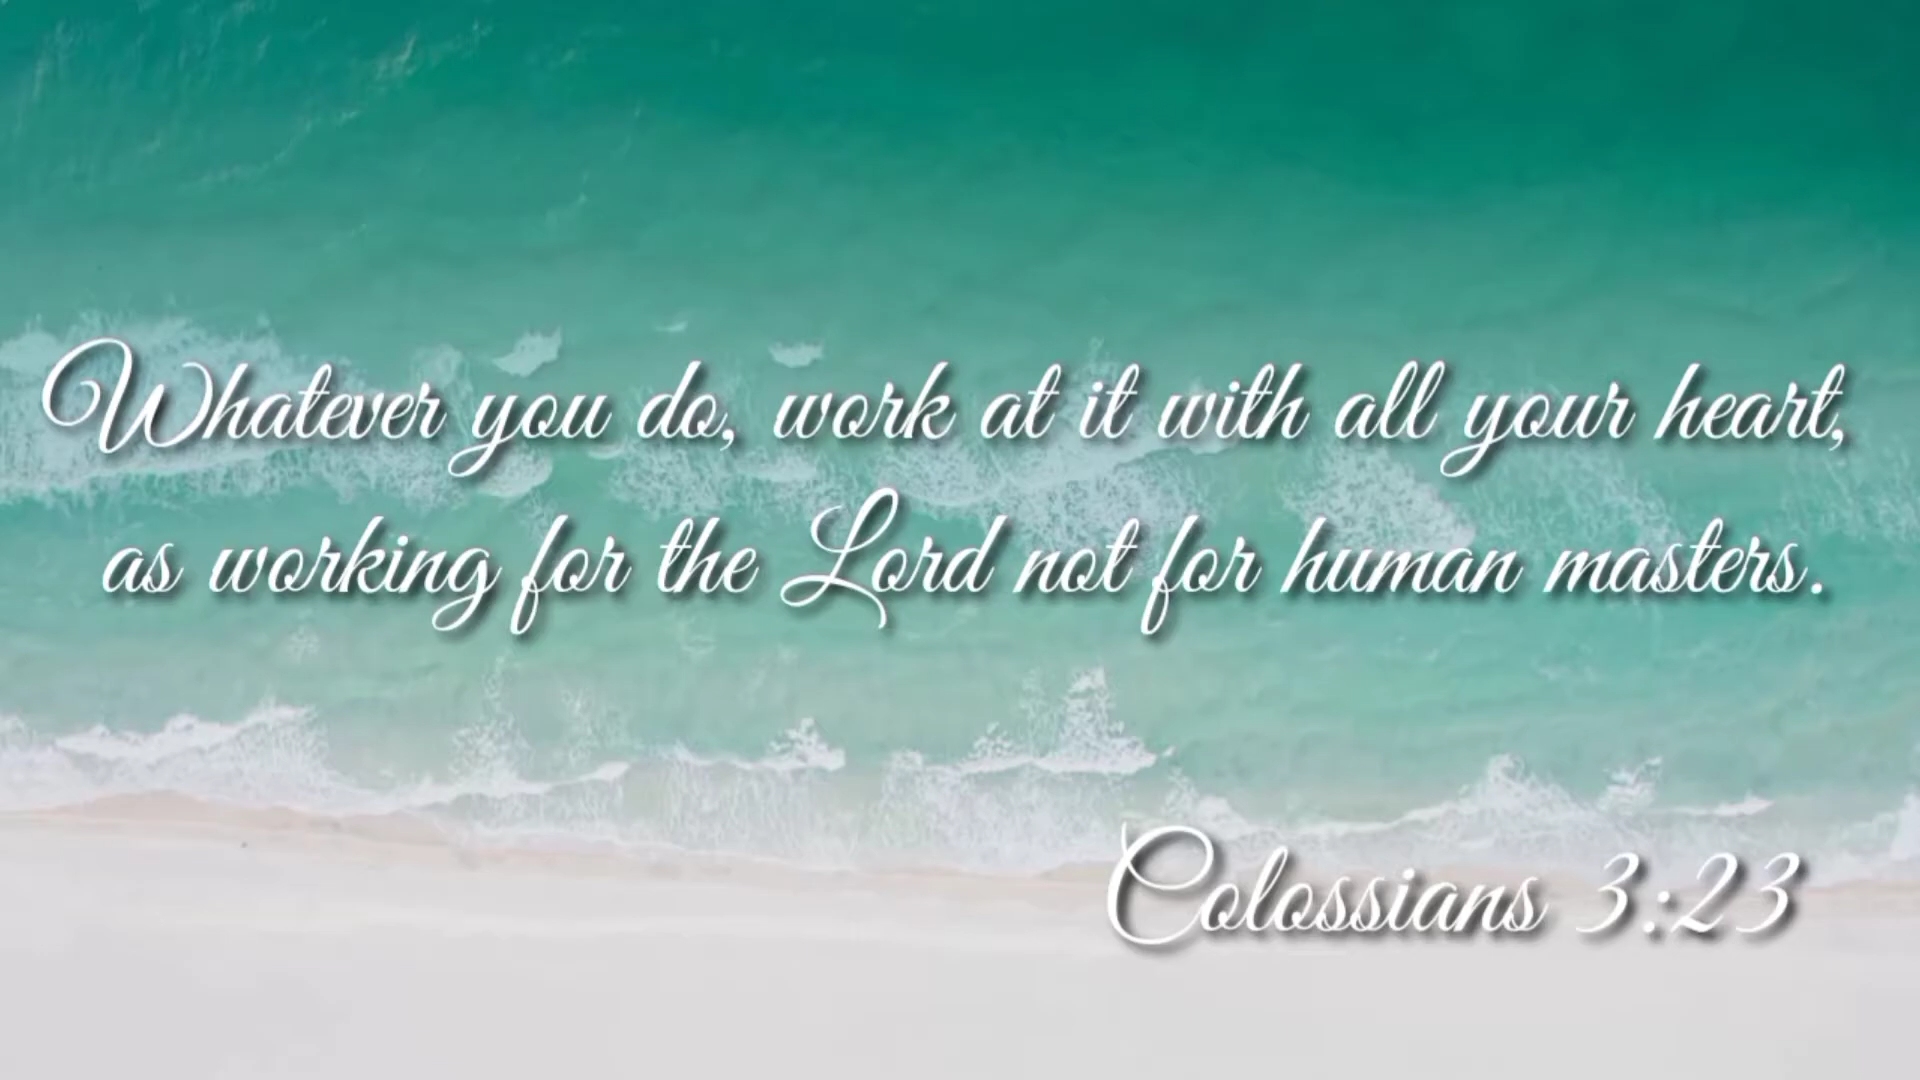 Whatever you do, work at it with all your heart,
as working for the Lord not for human masters.
Colossians 3:23